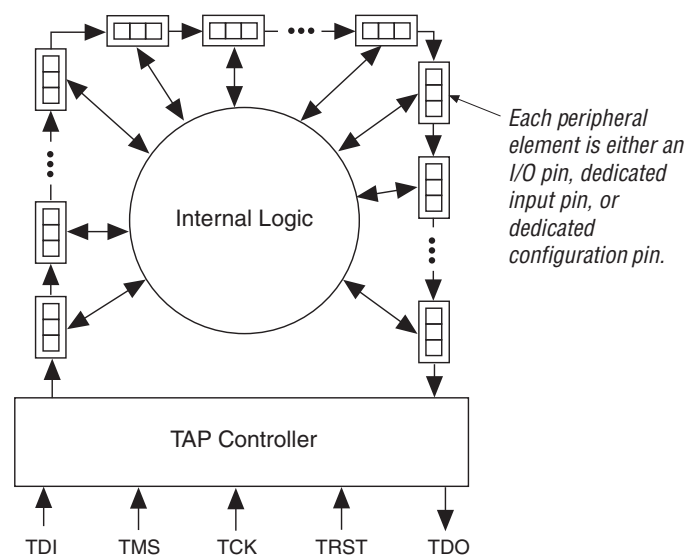 Each peripheral
element is either an
I/O pin, dedicated
input pin, or
dedicated
configuration pin.
Internal Logic
TAP Controller
TDI TMS TCK TRST TDO